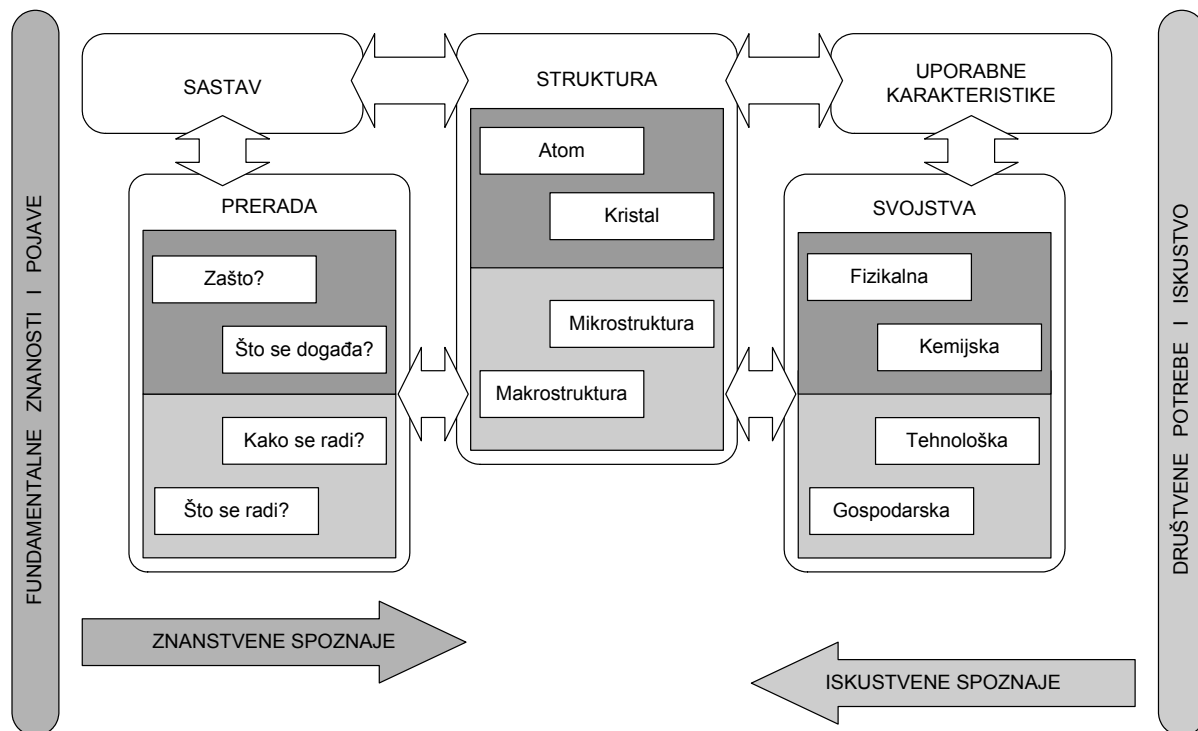 FUNDAMENTALNE ZNANOSTI I POJAVE
SASTAV
STRUKTURA
UPORABNE
KARAKTERISTIKE
Atom
Kristal
Mikrostruktura
Makrostruktura
PRERADA
Zašto?
Što se događa?
Kako se radi?
Što se radi?
SVOJSTVA
Fizikalna
Kemijska
Tehnološka
Gospodarska
ZNANSTVENE SPOZNAJE
ISKUSTVENE SPOZNAJE
DRUŠTVENE POTREBE I ISKUSTVO